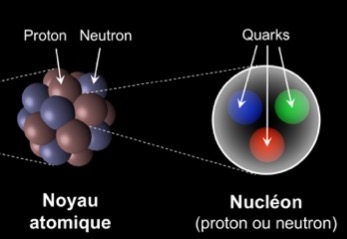 Proton Neutron
Quarks
Noyau
atomique
Nucléon
(proton ou neutron)